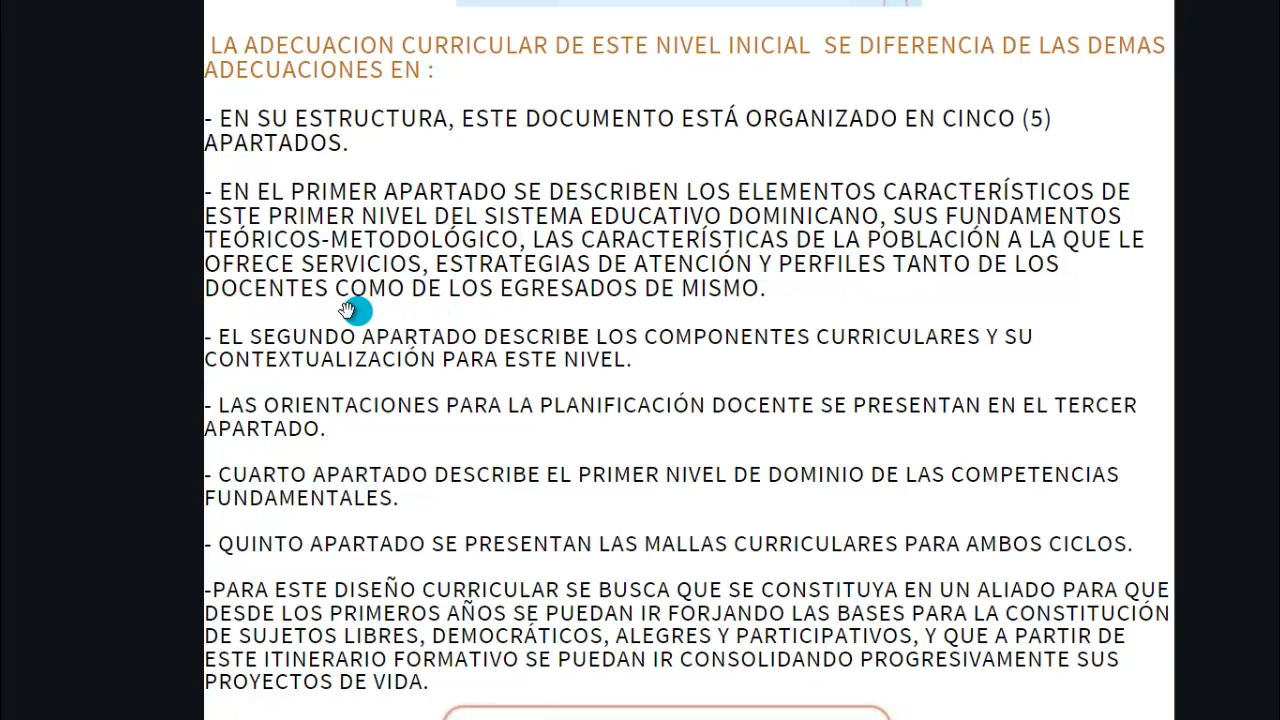 LA ADECUACION CURRICULAR DE ESTE NIVEL INICIAL SE DIFERENCIA DE LAS DEMAS
ADECUACIONES EN :
- EN SU ESTRUCTURA, ESTE DOCUMENTO ESTÁ ORGANIZADO EN CINCO (5)
APARTADOS.
- EN EL PRIMER APARTADO SE DESCRIBEN LOS ELEMENTOS CARACTERÍSTICOS DE
ESTE PRIMER NIVEL DEL SISTEMA EDUCATIVO DOMINICANO, SUS FUNDAMENTOS
TEÓRICOS-METODOLÓGICO, LAS CARACTERÍSTICAS DE LA POBLACIÓN A LA QUE LE
OFRECE SERVICIOS, ESTRATEGIAS DE ATENCIÓN Y PERFILES TANTO DE LOS
DOCENTES COMO DE LOS EGRESADOS DE MISMO.
- EL SEGUNDO APARTADO DESCRIBE LOS COMPONENTES CURRICULARES Y SU
CONTEXTUALIZACIÓN PARA ESTE NIVEL.
- LAS ORIENTACIONES PARA LA PLANIFICACIÓN DOCENTE SE PRESENTAN EN EL TERCER
APARTADO.
- CUARTO APARTADO DESCRIBE EL PRIMER NIVEL DE DOMINIO DE LAS COMPETENCIAS
FUNDAMENTALES.
- QUINTO APARTADO SE PRESENTAN LAS MALLAS CURRICULARES PARA AMBOS CICLOS.
-PARA ESTE DISEÑO CURRICULAR SE BUSCA QUE SE CONSTITUYA EN UN ALIADO PARA QUE
DESDE LOS PRIMEROS AÑOS SE PUEDAN IR FORJANDO LAS BASES PARA LA CONSTITUCIÓN
DE SUJETOS LIBRES, DEMOCRÁTICOS, ALEGRES Y PARTICIPATIVOS, Y QUE A PARTIR DE
ESTE ITINERARIO FORMATIVO SE PUEDAN IR CONSOLIDANDO PROGRESIVAMENTE SUS
PROYECTOS DE VIDA.